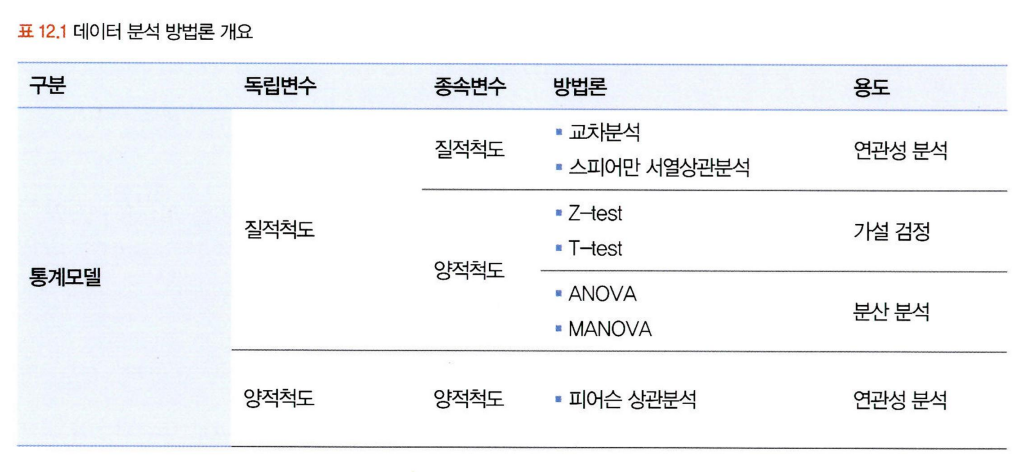 표 12.1 데이터 분석 방법론 개요
구분 독립변수 종속변수 방법론 용도
통계모델
질적척도
질적척도
▪ 교차분석
▪ 스피어만 서열상관분석
연관성 분석
양적척도
▪ Z-test
▪ T-test
가설 검정
▪ ANOVA
▪ MANOVA
분산 분석
양적척도
양적척도
▪ 피어슨 상관분석
연관성 분석